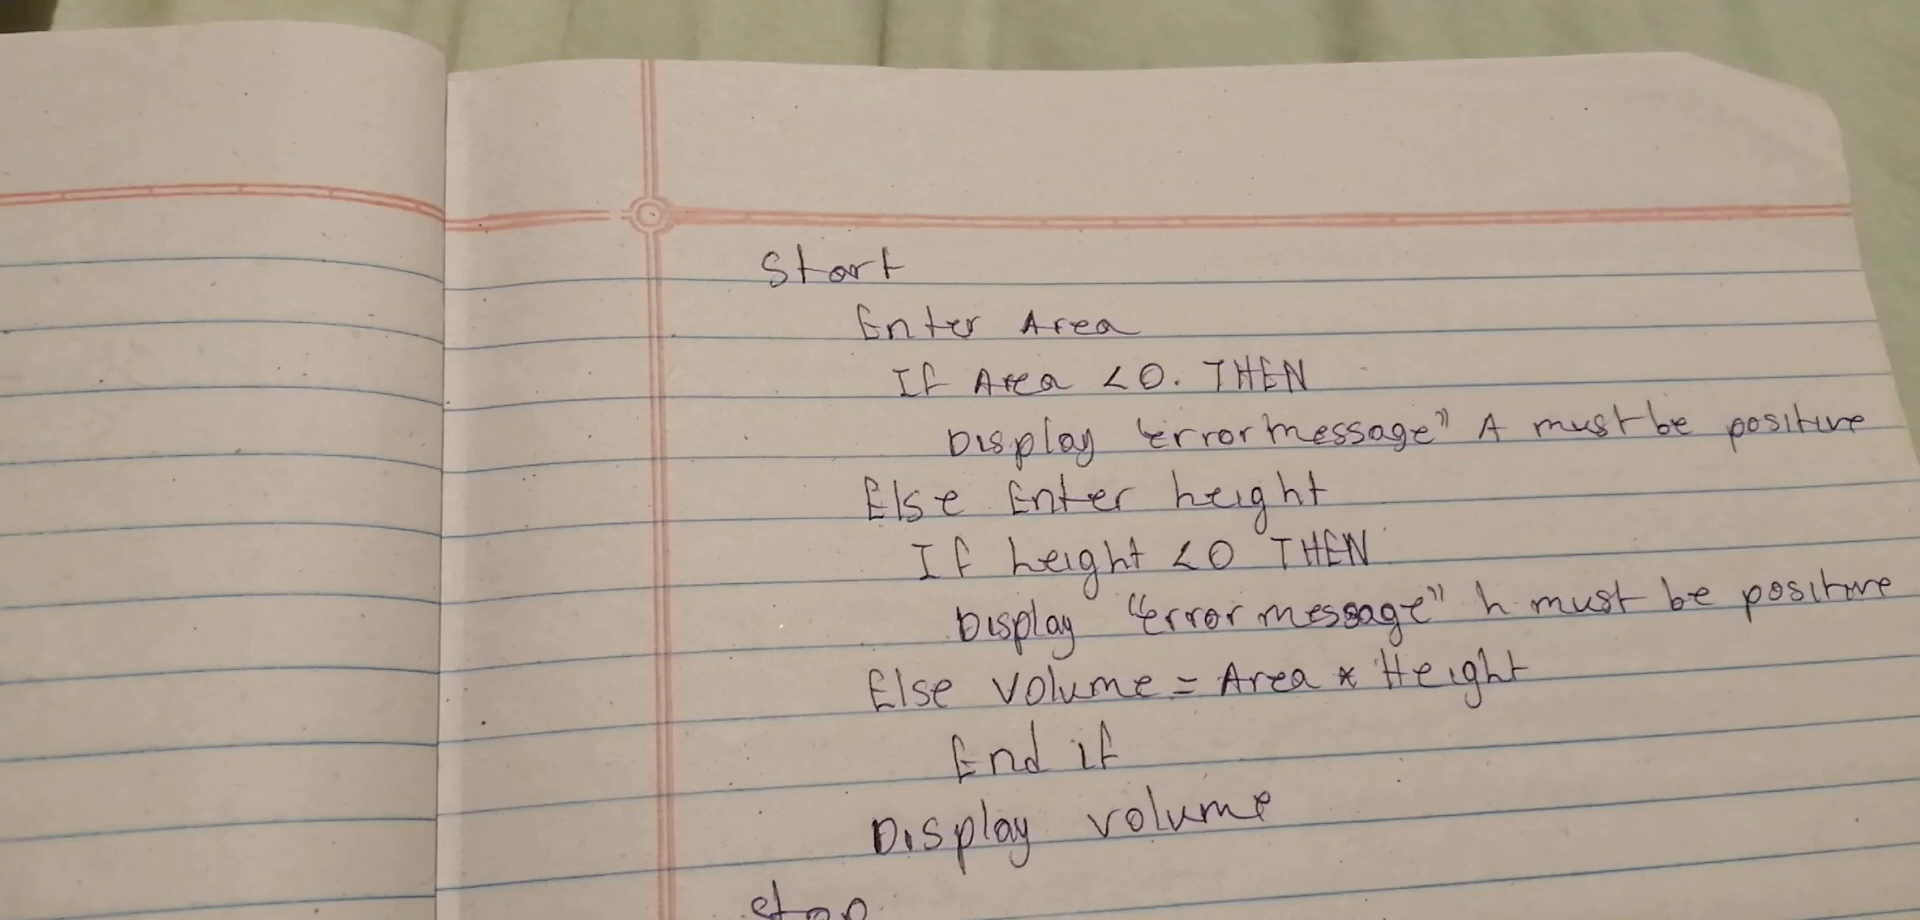 Start
Enter Area
If Area <0. THEN
Display "error message" A must be positive
Else Enter height
If height <0 THEN
Display "error message" h must be positive
Else volume = Area * Height
End if
Display volume
stop